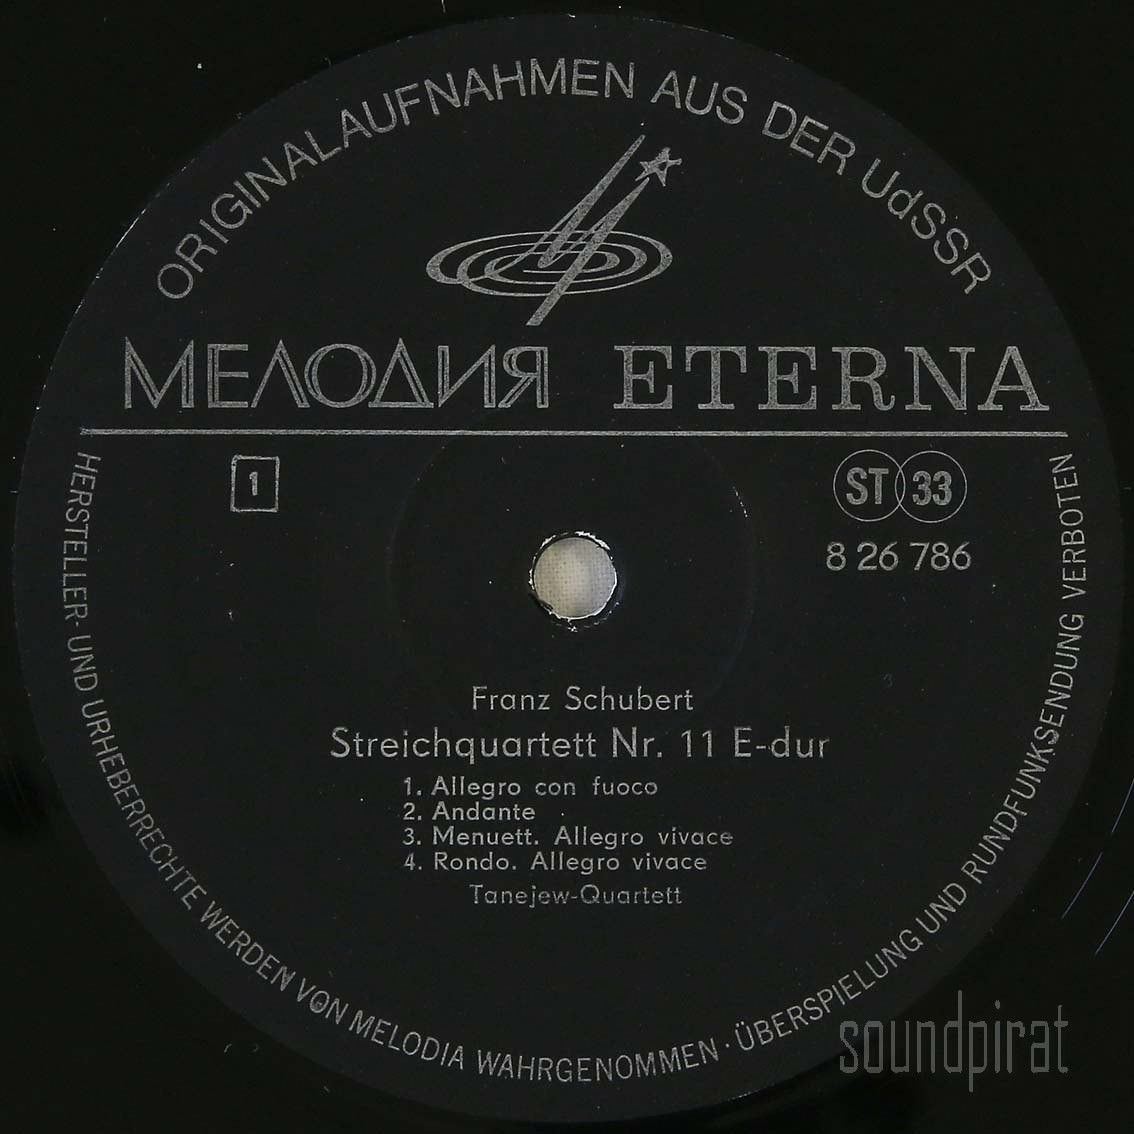 ORIGINALAUFNAHMEN AUS DER UdSSR
МЕЛОДИЯ ETERNA
1
ST 33
8 26 786
Franz Schubert
Streichquartett Nr. 11 E-dur
1. Allegro con fuoco
2. Andante
3. Menuett. Allegro vivace
4. Rondo. Allegro vivace
Tanejew-Quartett
HERSTELLER- UND URHEBERRECHTE WERDEN VON MELODIA WAHRGENOMMEN · ÜBERSPIELUNG UND RUNDFUNKSENDUNG VERBOTEN
soundpirat